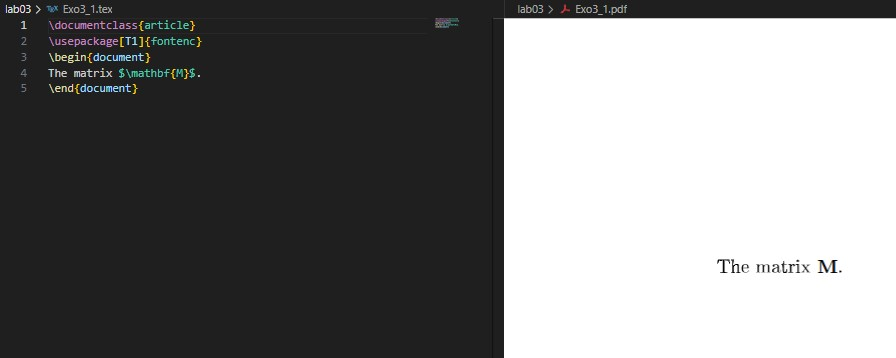 lab03 > TEX Exo3_1.tex
1 \documentclass{article}
2 \usepackage[T1]{fontenc}
3 \begin{document}
4 The matrix $\mathbf{M}$.
5 \end{document}
lab03 > Exo3_1.pdf
The matrix M.